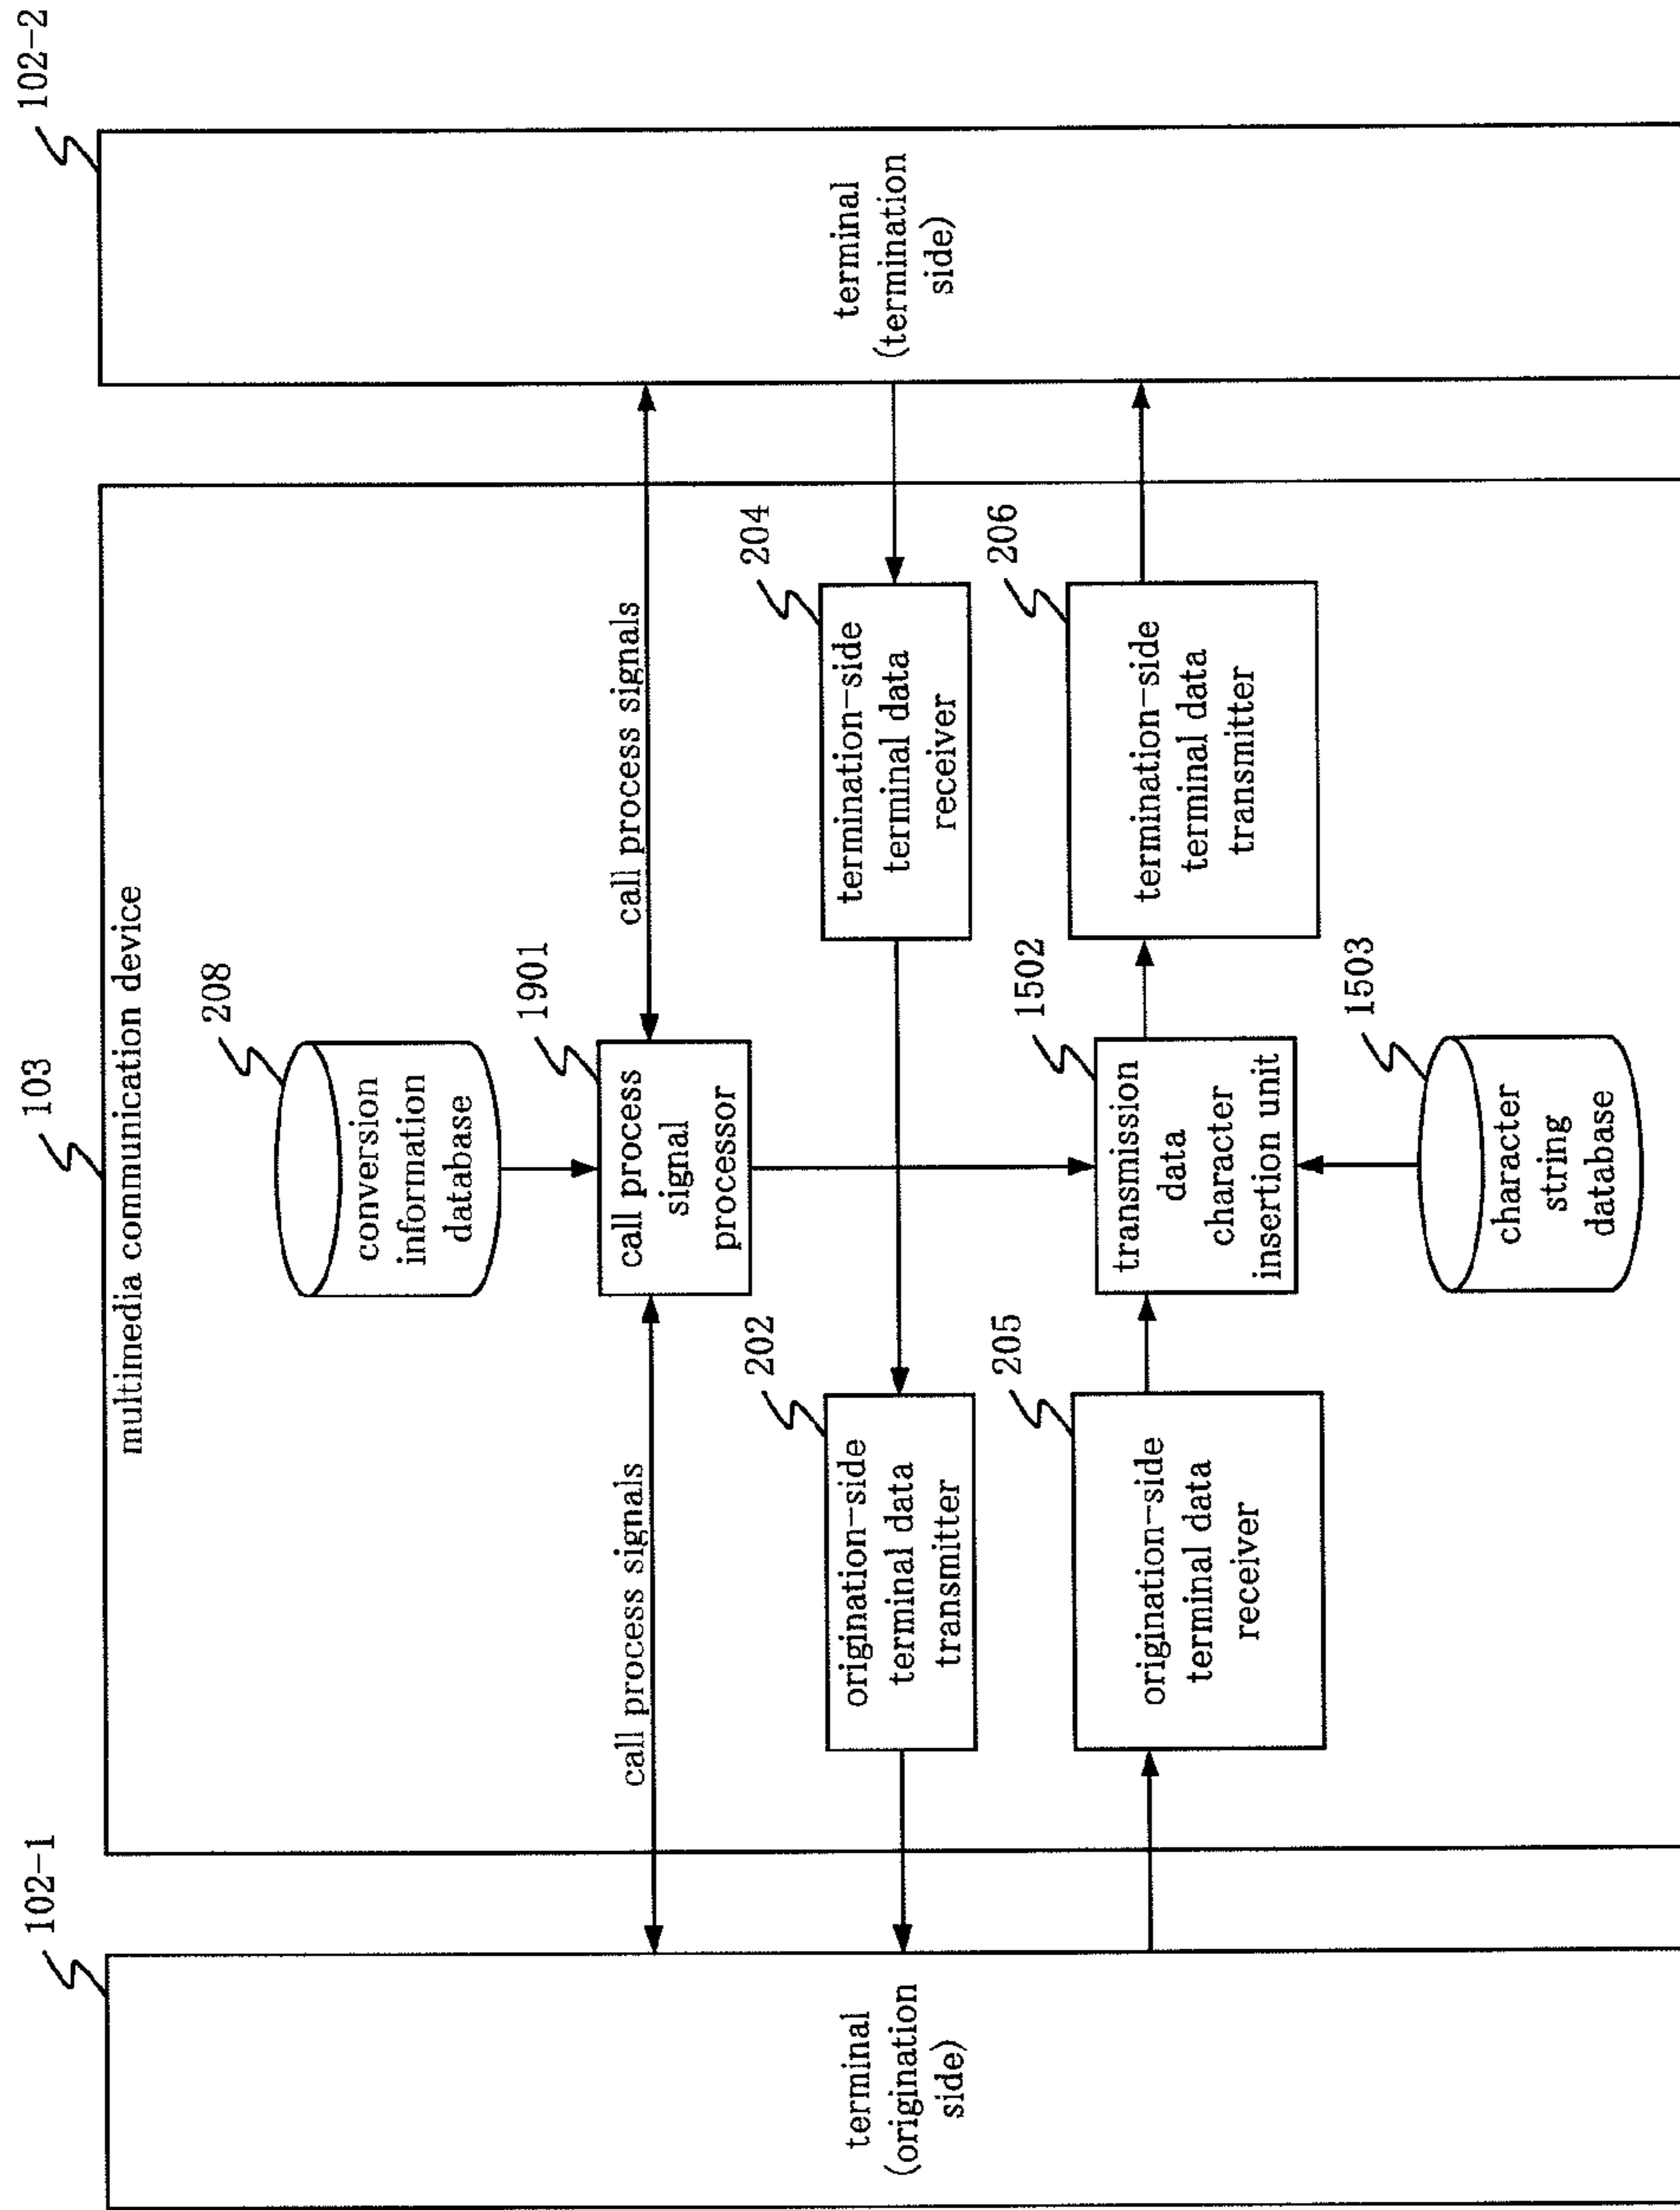 102-1
103
102-2
multimedia communication device
208
conversion
information
database
1901
call process signals
call process
signal
processor
call process signals
terminal
(origination
side)
202
origination-side
terminal data
transmitter
204
termination-side
terminal data
receiver
terminal
(termination
side)
205
origination-side
terminal data
receiver
1502
transmission
data
character
insertion unit
206
termination-side
terminal data
transmitter
1503
character
string
database